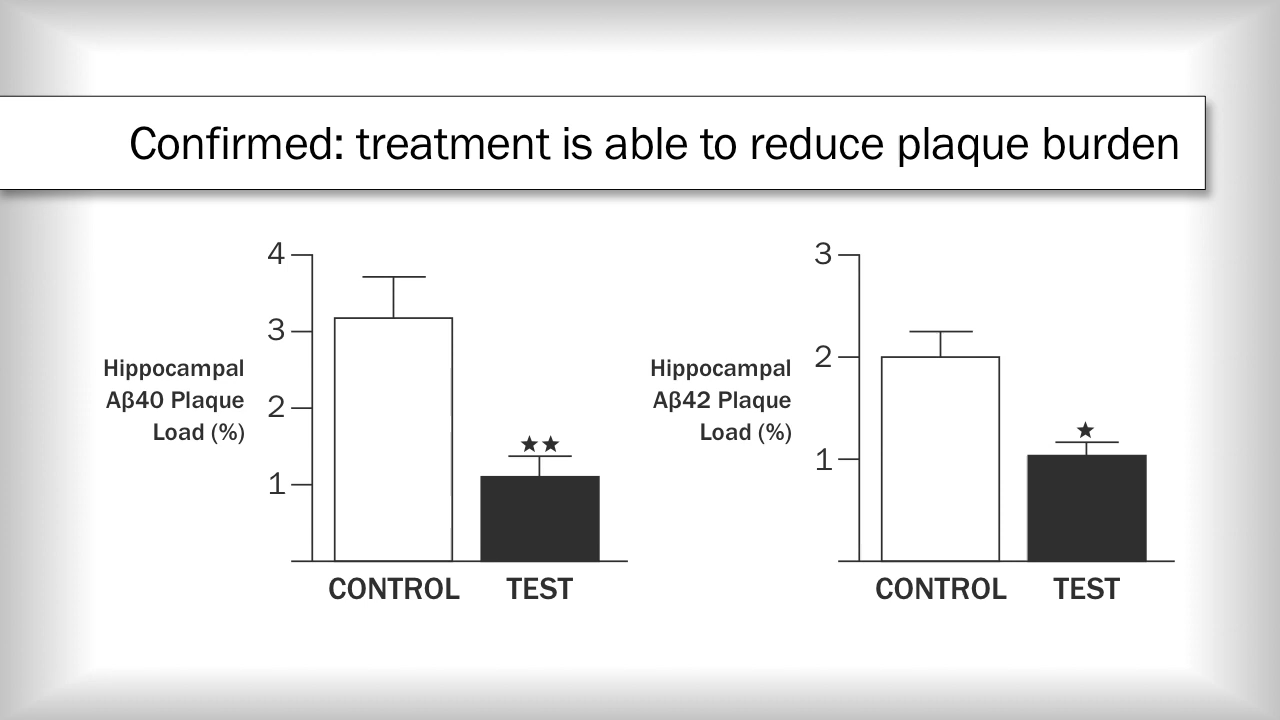 Confirmed: treatment is able to reduce plaque burden
4
3
2
1
Hippocampal
Aβ40 Plaque
Load (%)
★★
CONTROL TEST
3
2
1
Hippocampal
Aβ42 Plaque
Load (%)
★
CONTROL TEST